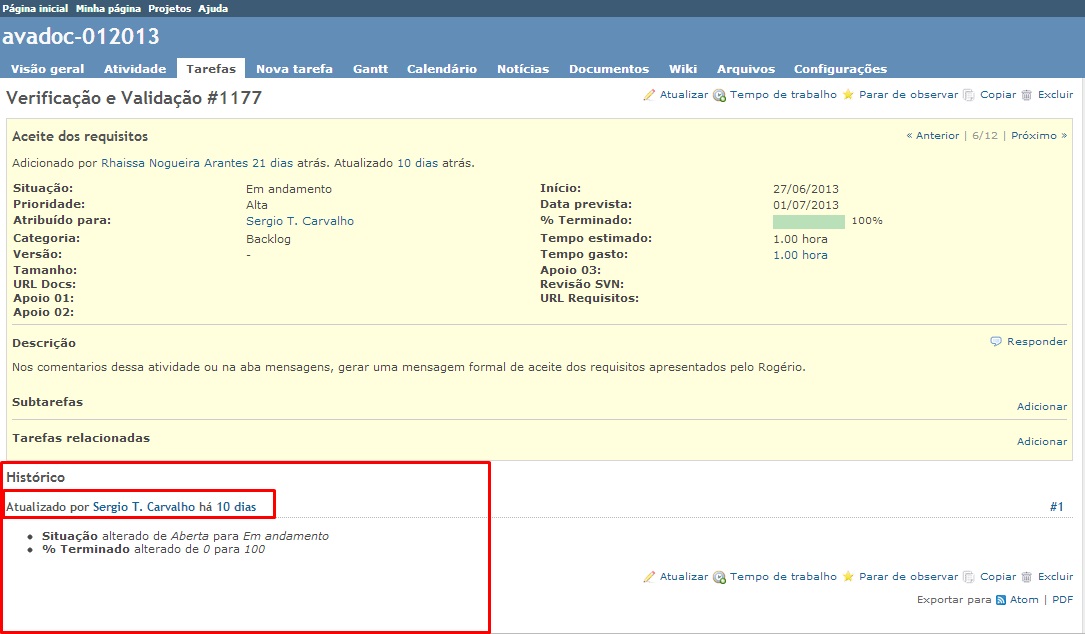 Página inicial Minha página Projetos Ajuda
avadoc-012013
Visão geral Atividade Tarefas Nova tarefa Gantt Calendário Notícias Documentos Wiki Arquivos Configurações
Verificação e Validação #1177 Atualizar Tempo de trabalho Parar de observar Copiar Excluir
Aceite dos requisitos « Anterior | 6/12 | Próximo »
Adicionado por Rhaissa Nogueira Arantes 21 dias atrás. Atualizado 10 dias atrás.
Situação: Em andamento Início: 27/06/2013
Prioridade: Alta Data prevista: 01/07/2013
Atribuído para: Sergio T. Carvalho % Terminado: 100%
Categoria: Backlog Tempo estimado: 1.00 hora
Versão: - Tempo gasto: 1.00 hora
Tamanho: Apoio 03:
URL Docs: Revisão SVN:
Apoio 01: URL Requisitos:
Apoio 02:
Descrição Responder
Nos comentarios dessa atividade ou na aba mensagens, gerar uma mensagem formal de aceite dos requisitos apresentados pelo Rogério.
Subtarefas Adicionar
Tarefas relacionadas Adicionar
Histórico
Atualizado por Sergio T. Carvalho há 10 dias #1
• Situação alterado de Aberta para Em andamento
• % Terminado alterado de 0 para 100
Atualizar Tempo de trabalho Parar de observar Copiar Excluir
Exportar para Atom | PDF